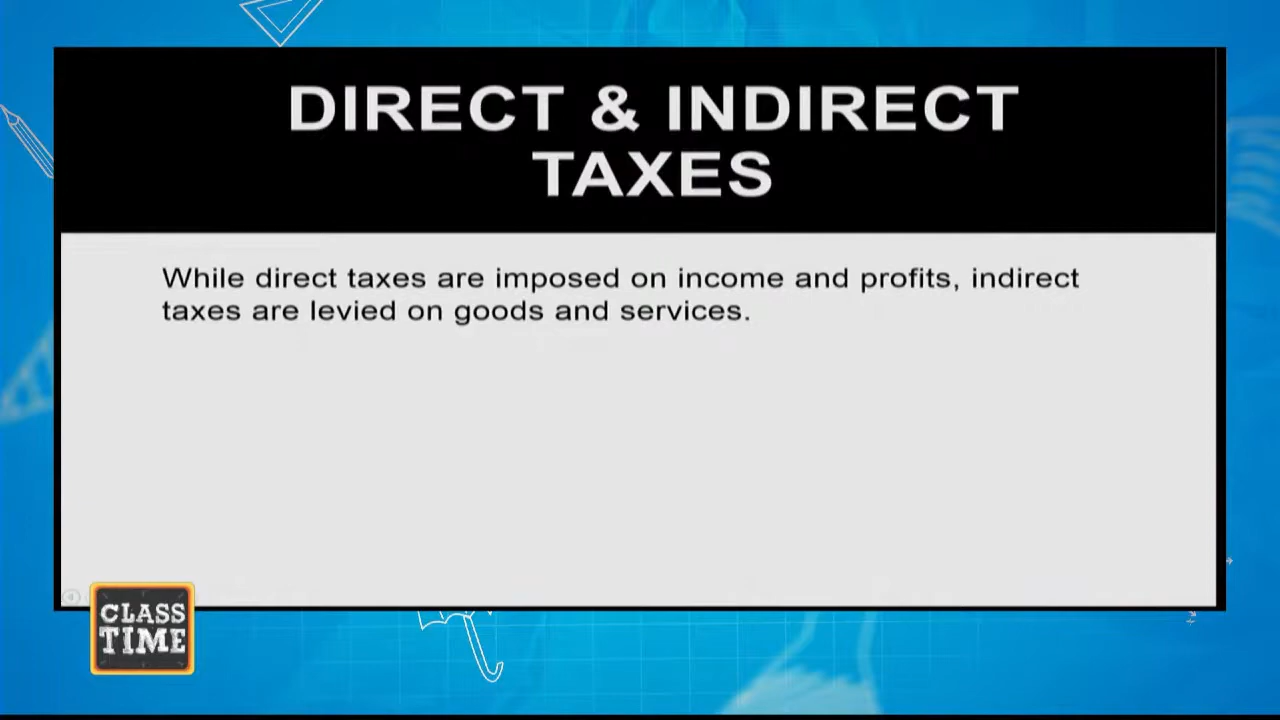 DIRECT & INDIRECT
TAXES
While direct taxes are imposed on income and profits, indirect
taxes are levied on goods and services.
CLASS
TIME